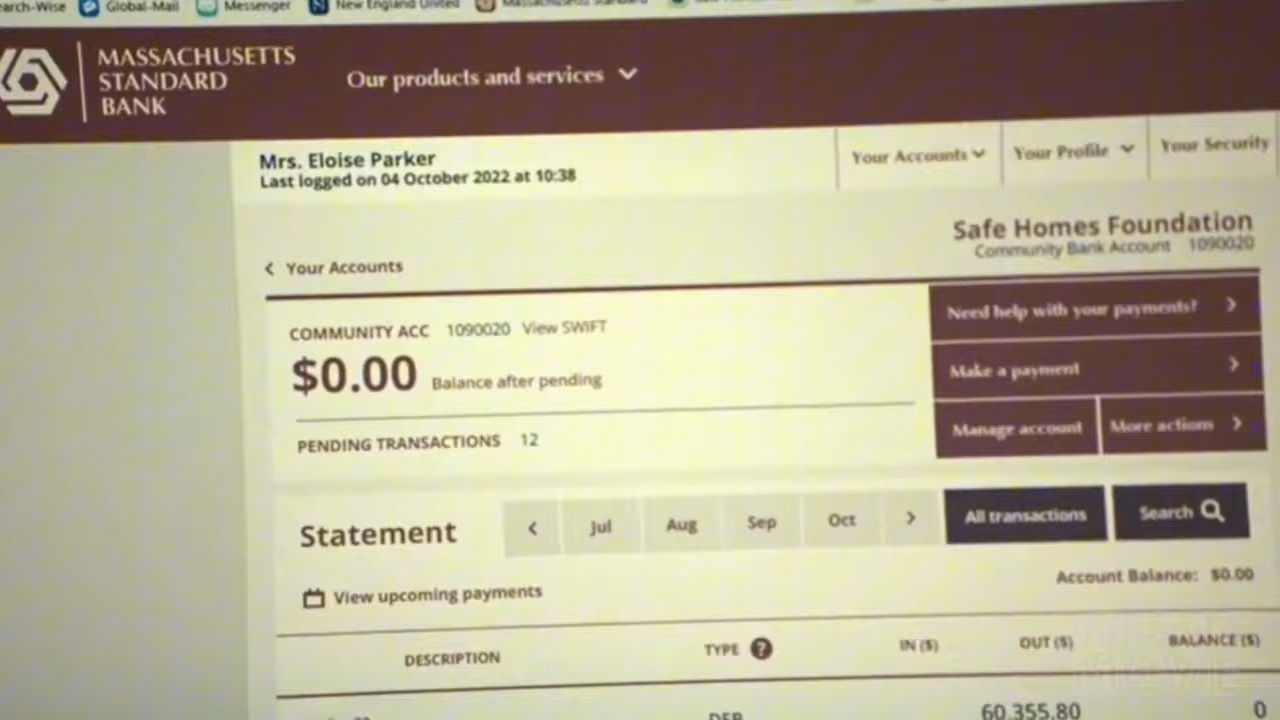 arch-Wise Global-Mail Messenger New England United Massachusetts Standard
MASSACHUSETTS
STANDARD
BANK
Our products and services
Mrs. Eloise Parker
Last logged on 04 October 2022 at 10:38
Your Accounts Your Profile Your Security
Safe Homes Foundation
Community Bank Account 1090020
< Your Accounts
COMMUNITY ACC 1090020 View SWIFT
$0.00 Balance after pending
PENDING TRANSACTIONS 12
Need help with your payments? >
Make a payment >
Manage account More actions >
Statement < Jul Aug Sep Oct > All transactions Search
View upcoming payments
Account Balance: $0.00
DESCRIPTION TYPE ? IN ($) OUT ($) BALANCE ($)
60,355.80 0